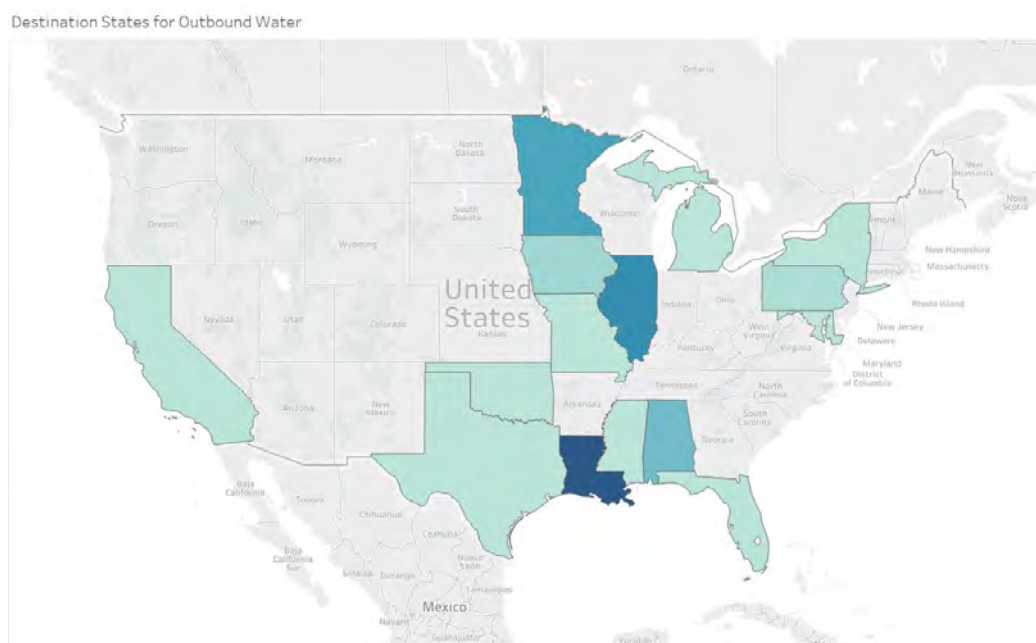 Destination States for Outbound Water
Ontario
Washington
Montana
North
Dakota
New
Brunswick
Maine
Nova
Scotia
Oregon
Idaho
South
Dakota
Wisconsin
Vermont
Wyoming
New Hampshire
Massachusetts
United
States
Nevada
Utah
Colorado
Kansas
Indiana
Ohio
Connecticut
Rhode Island
West
Virginia
Kentucky
Virginia
New Jersey
Delaware
Maryland
District
of Columbia
Arizona
New
Mexico
Arkansas
Tennessee
North
Carolina
South
Carolina
Georgia
Baja
California
Sonora
Chihuahua
Coahuila
Baja
California
Sur
Sinaloa
Durango
Nuevo
León
Tamaulipas
Mexico
Nayarit
Guanajuato
Yucatán